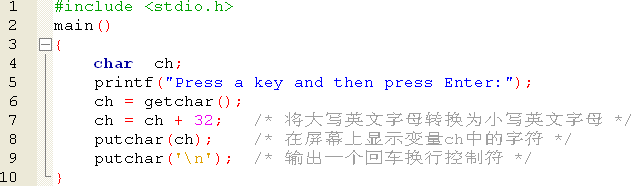 1 #include <stdio.h>
2 main()
3 {
4 char ch;
5 printf("Press a key and then press Enter:");
6 ch = getchar();
7 ch = ch + 32; /* 将大写英文字母转换为小写英文字母 */
8 putchar(ch); /* 在屏幕上显示变量ch中的字符 */
9 putchar('\n'); /* 输出一个回车换行控制符 */
10 }